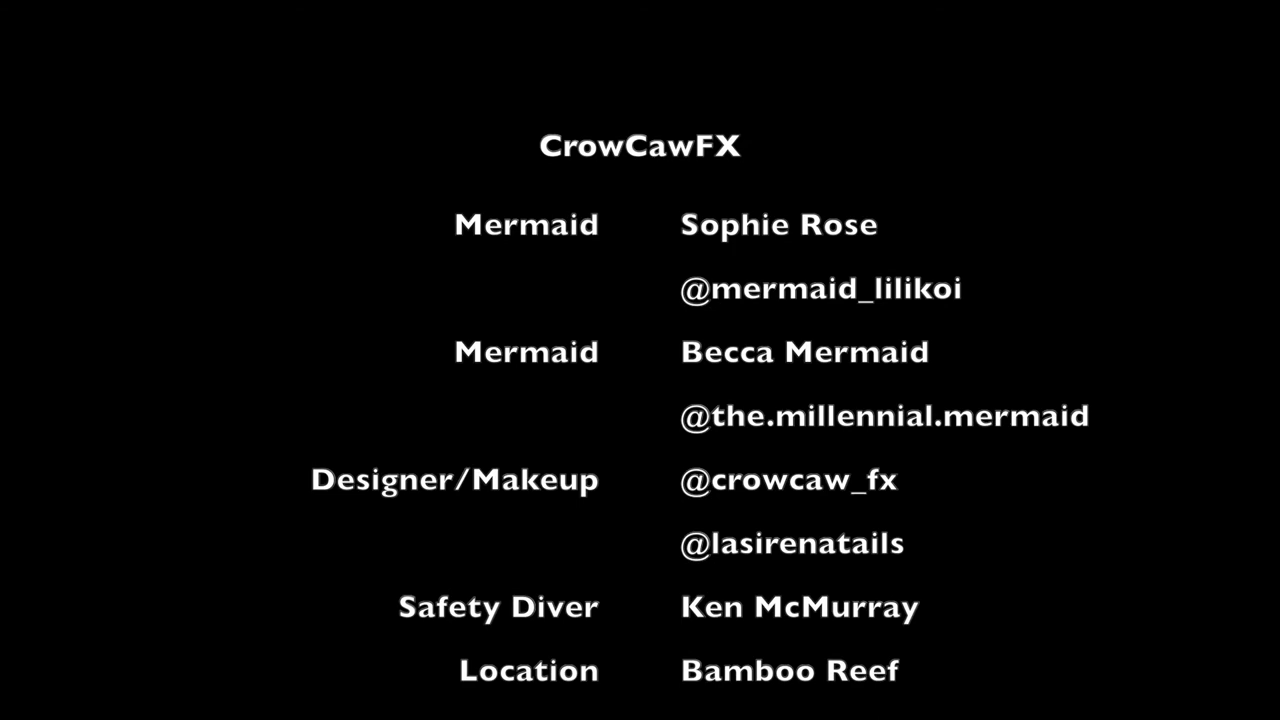 CrowCawFX
Mermaid Sophie Rose
@mermaid_lilikoi
Mermaid Becca Mermaid
@the.millennial.mermaid
Designer/Makeup @crowcaw_fx
@lasirenatails
Safety Diver Ken McMurray
Location Bamboo Reef